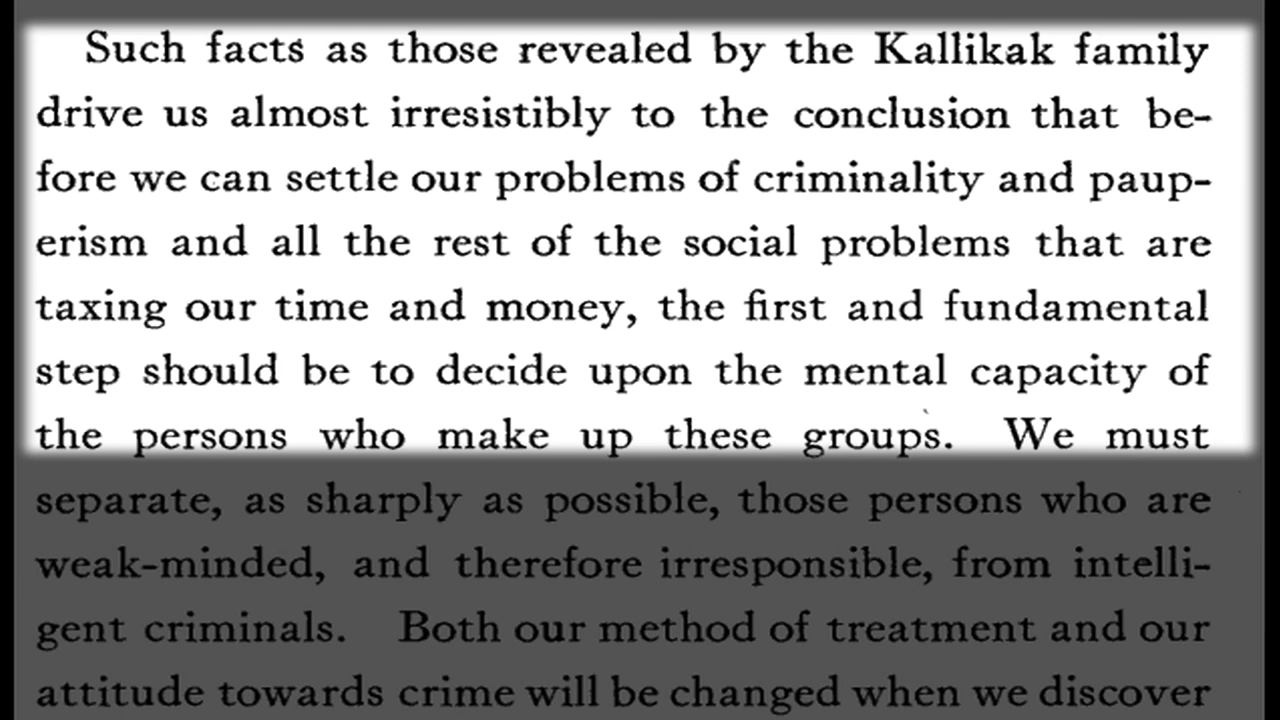 Such facts as those revealed by the Kallikak family
drive us almost irresistibly to the conclusion that be-
fore we can settle our problems of criminality and paup-
erism and all the rest of the social problems that are
taxing our time and money, the first and fundamental
step should be to decide upon the mental capacity of
the persons who make up these groups. We must
separate, as sharply as possible, those persons who are
weak-minded, and therefore irresponsible, from intelli-
gent criminals. Both our method of treatment and our
attitude towards crime will be changed when we discover